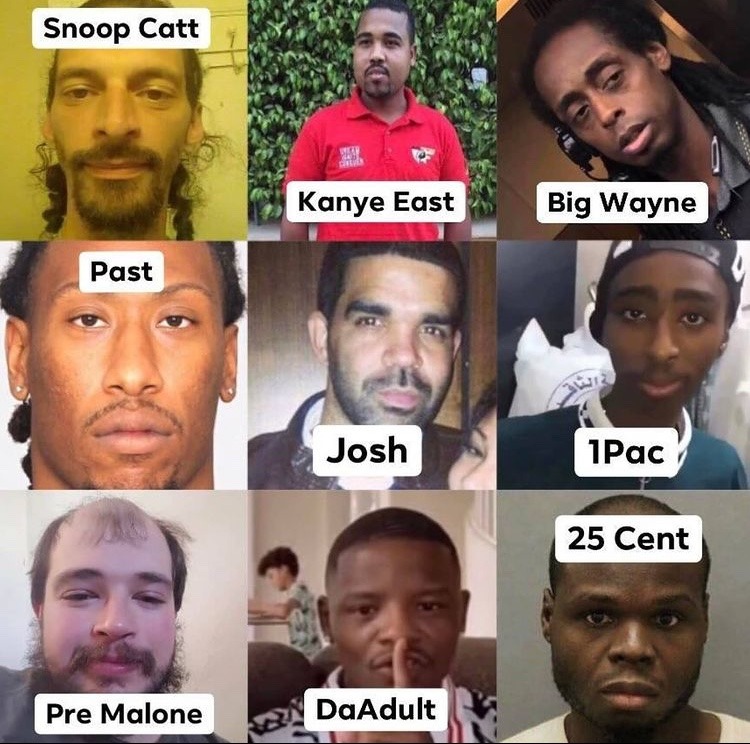 Snoop Catt
Kanye East
Big Wayne
Past
Josh
1Pac
Pre Malone
DaAdult
25 Cent